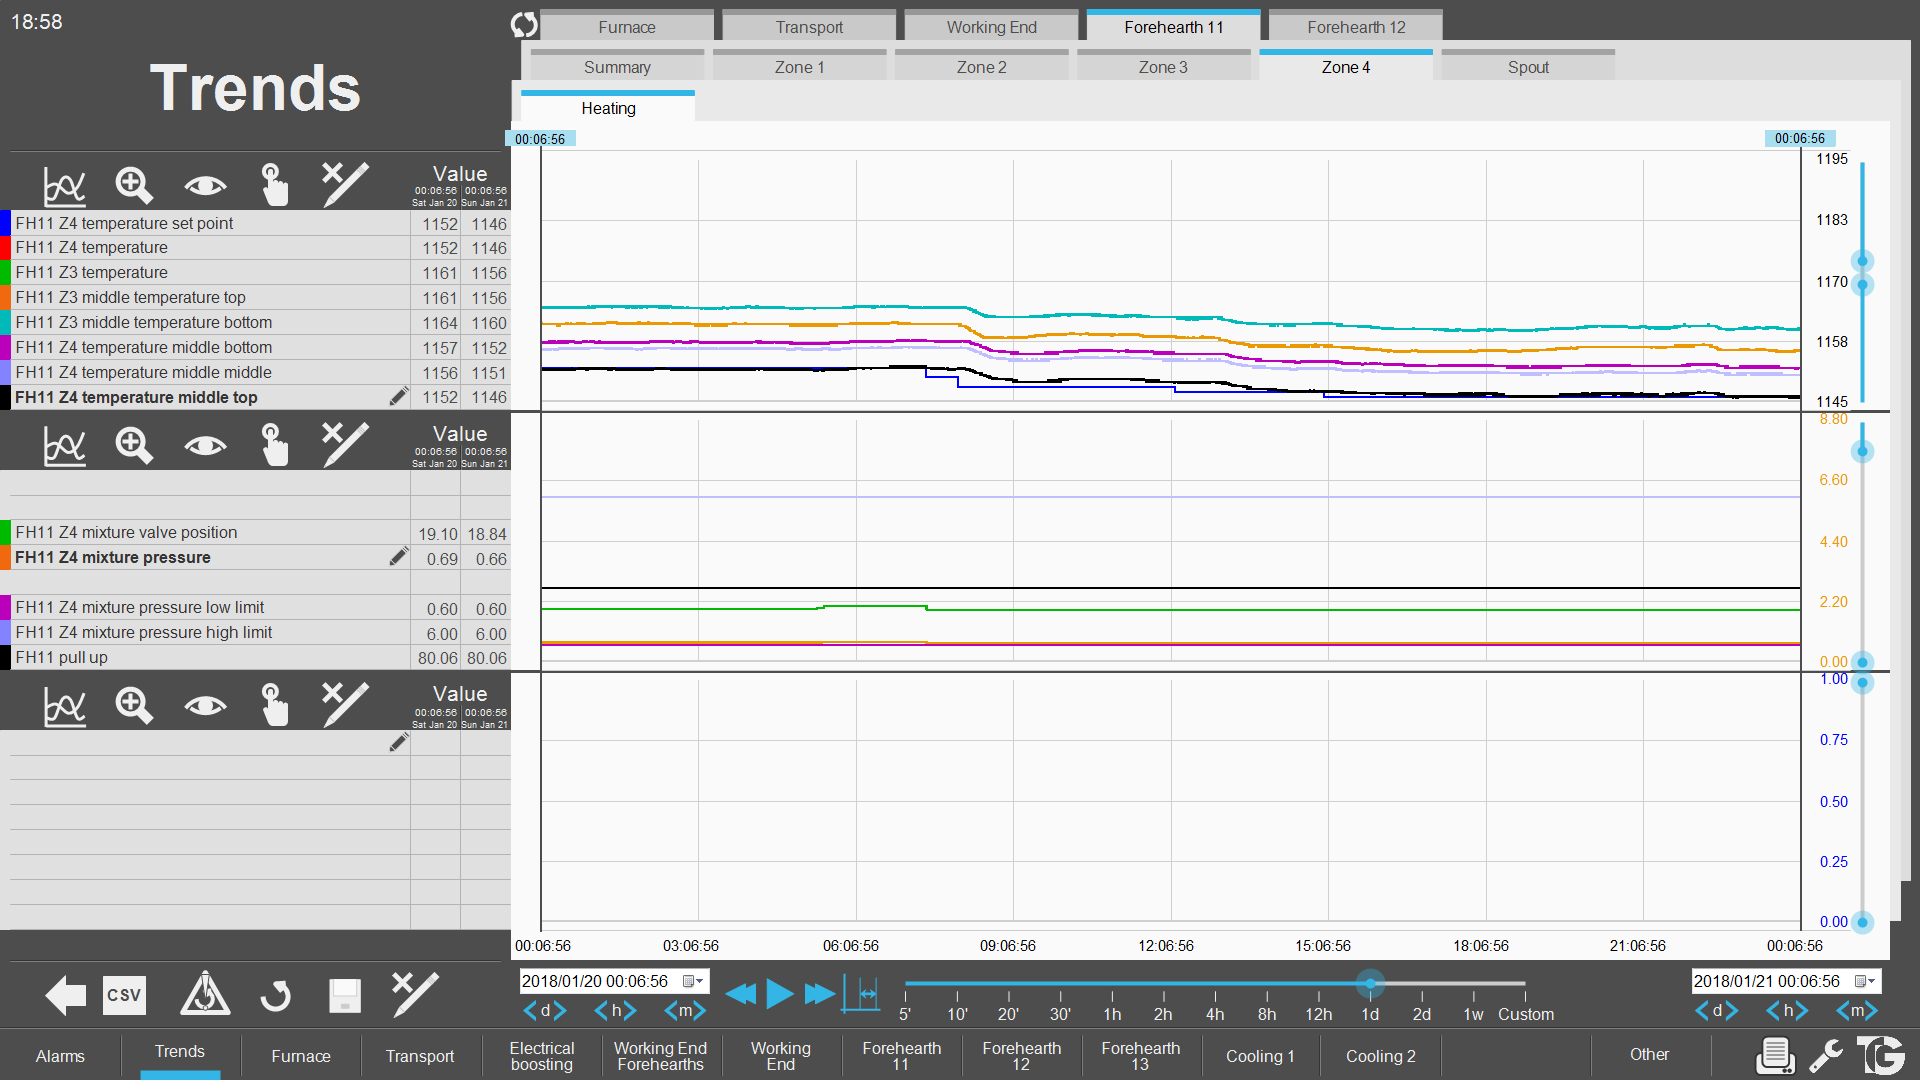 18:58
Trends
Furnace Transport Working End Forehearth 11 Forehearth 12
Summary Zone 1 Zone 2 Zone 3 Zone 4 Spout
Heating
00:06:56 00:06:56
Value
00:06:56 00:06:56
Sat Jan 20 Sun Jan 21
FH11 Z4 temperature set point 1152 1146
FH11 Z4 temperature 1152 1146
FH11 Z3 temperature 1161 1156
FH11 Z3 middle temperature top 1161 1156
FH11 Z3 middle temperature bottom 1164 1160
FH11 Z4 temperature middle bottom 1157 1152
FH11 Z4 temperature middle middle 1156 1151
FH11 Z4 temperature middle top 1152 1146
1195
1183
1170
1158
1145
Value
00:06:56 00:06:56
Sat Jan 20 Sun Jan 21
FH11 Z4 mixture valve position 19.10 18.84
FH11 Z4 mixture pressure 0.69 0.66
FH11 Z4 mixture pressure low limit 0.60 0.60
FH11 Z4 mixture pressure high limit 6.00 6.00
FH11 pull up 80.06 80.06
8.80
6.60
4.40
2.20
0.00
Value
00:06:56 00:06:56
Sat Jan 20 Sun Jan 21
1.00
0.75
0.50
0.25
0.00
00:06:56 03:06:56 06:06:56 09:06:56 12:06:56 15:06:56 18:06:56 21:06:56 00:06:56
CSV
2018/01/20 00:06:56
d h m
5' 10' 20' 30' 1h 2h 4h 8h 12h 1d 2d 1w Custom
2018/01/21 00:06:56
d h m
Alarms
Trends
Furnace
Transport
Electrical
boosting
Working End
Forehearths
Working
End
Forehearth
11
Forehearth
12
Forehearth
13
Cooling 1
Cooling 2
Other
TG